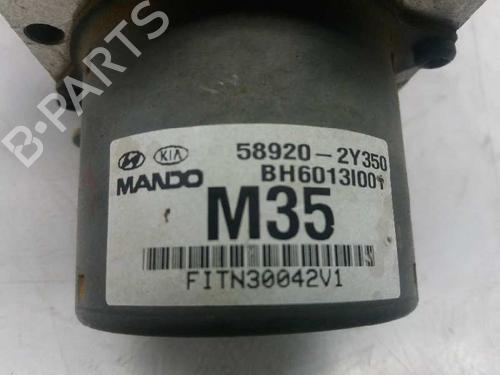 B-PARTS
58920-2Y350
KIA
MANDO
BH6013I001
M35
FITN30042V1